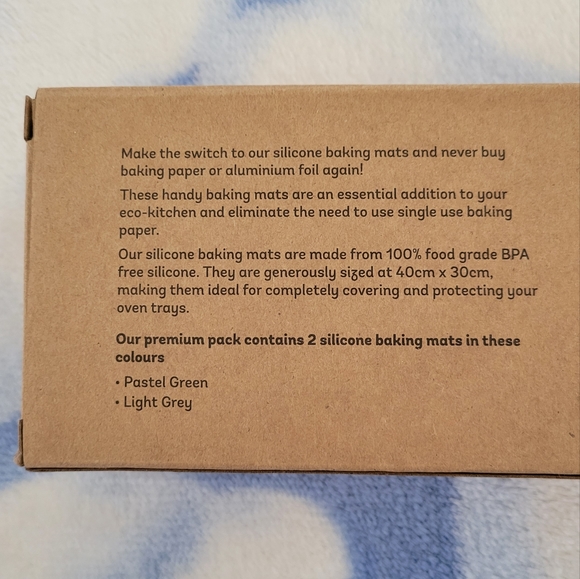 Make the switch to our silicone baking mats and never buy
baking paper or aluminium foil again!
These handy baking mats are an essential addition to your
eco-kitchen and eliminate the need to use single use baking
paper.
Our silicone baking mats are made from 100% food grade BPA
free silicone. They are generously sized at 40cm x 30cm,
making them ideal for completely covering and protecting your
oven trays.
Our premium pack contains 2 silicone baking mats in these
colours
• Pastel Green
• Light Grey